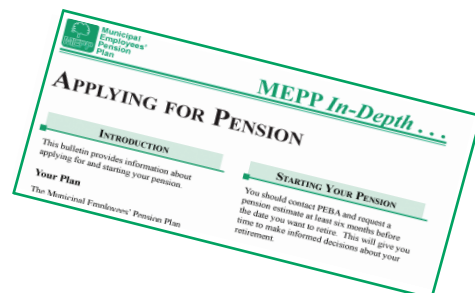 MEPP
Municipal
Employees'
Pension
Plan
MEPP In-Depth . . .
APPLYING FOR PENSION
INTRODUCTION
This bulletin provides information about
applying for and starting your pension.
Your Plan
The Municipal Employees' Pension Plan
STARTING YOUR PENSION
You should contact PEBA and request a
pension estimate at least six months before
the date you want to retire. This will give you
time to make informed decisions about your
retirement.